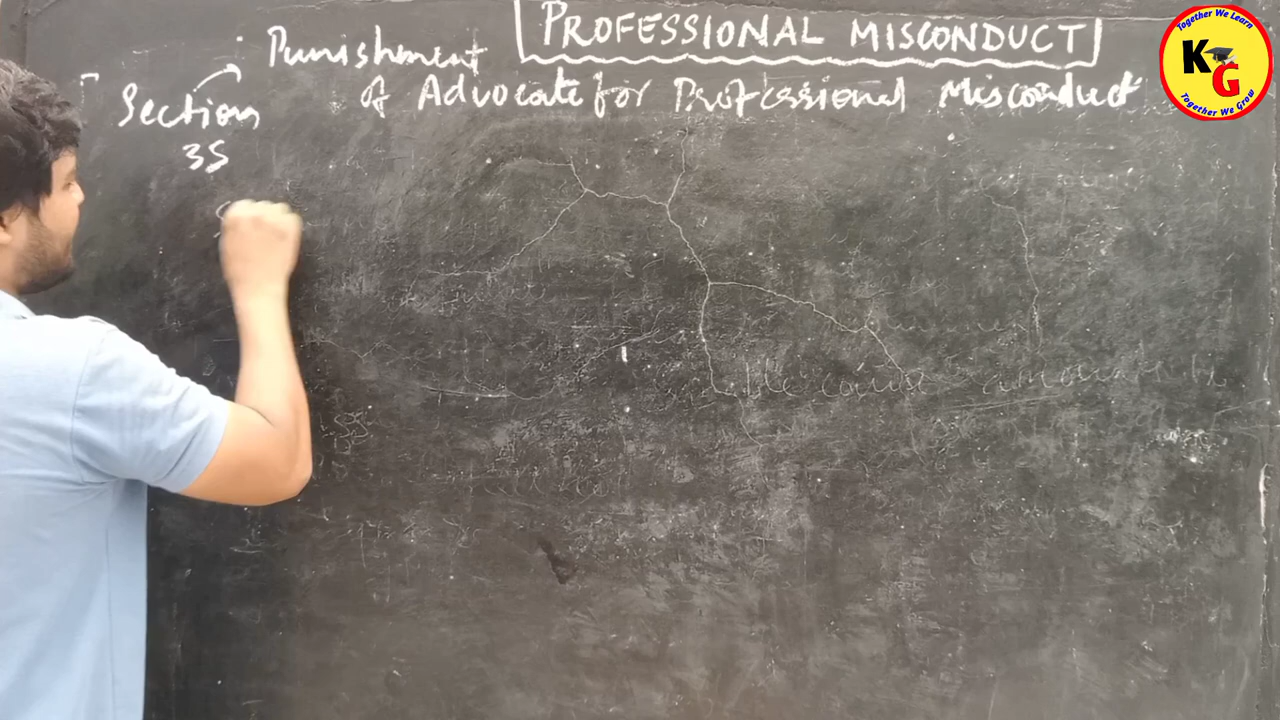 PROFESSIONAL MISCONDUCT
Punishment
Section
of Advocate for Professional Misconduct
35
Together We Learn
KG
Together We Grow